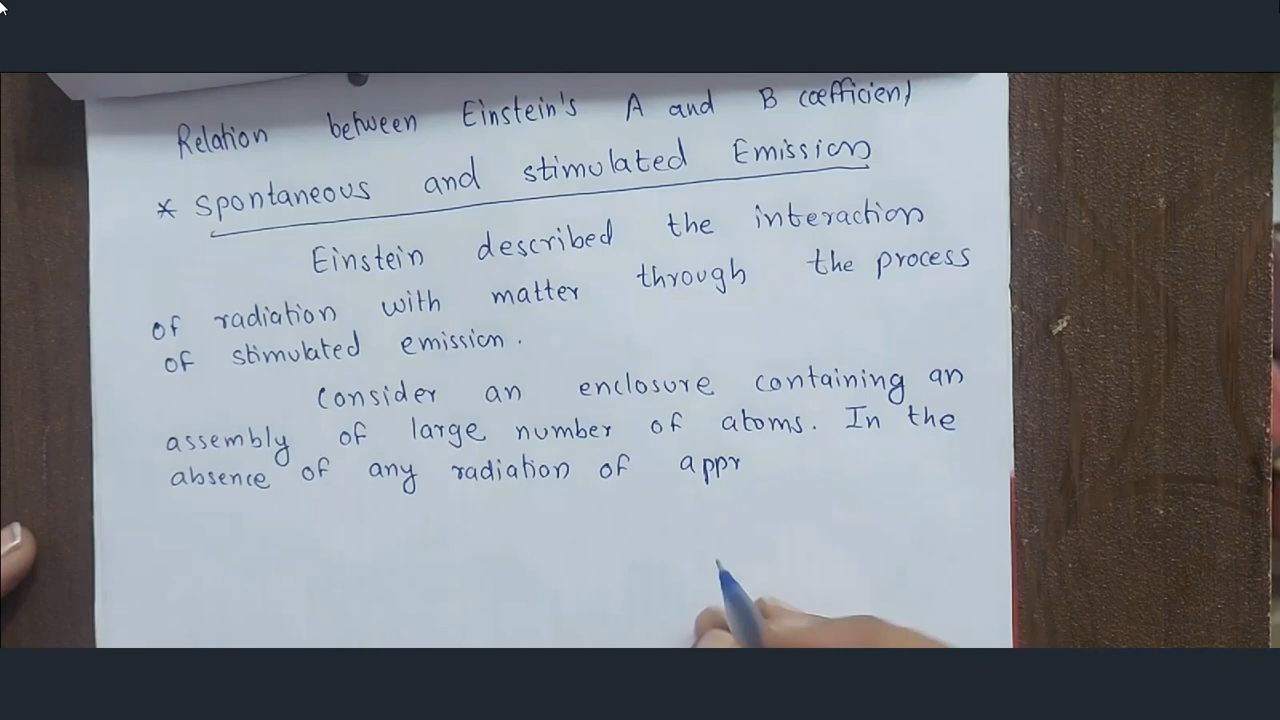 Relation between Einstein's A and B coefficient
* Spontaneous and stimulated Emission
Einstein described the interaction
of radiation with matter through the process
of stimulated emission.
Consider an enclosure containing an
assembly of large number of atoms. In the
absence of any radiation of appr